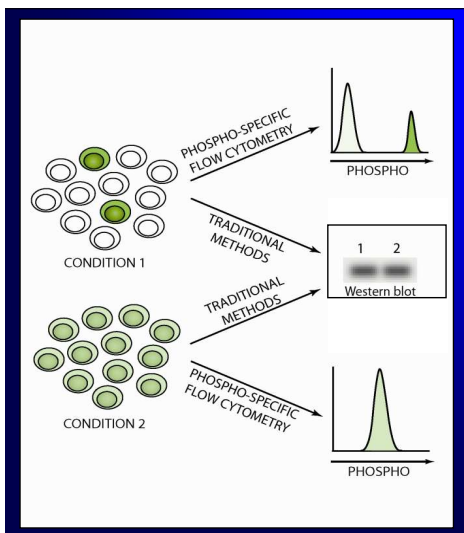 PHOSPHO-SPECIFIC
FLOW CYTOMETRY
PHOSPHO
CONDITION 1
TRADITIONAL
METHODS
1 2
Western blot
TRADITIONAL
METHODS
CONDITION 2
PHOSPHO-SPECIFIC
FLOW CYTOMETRY
PHOSPHO